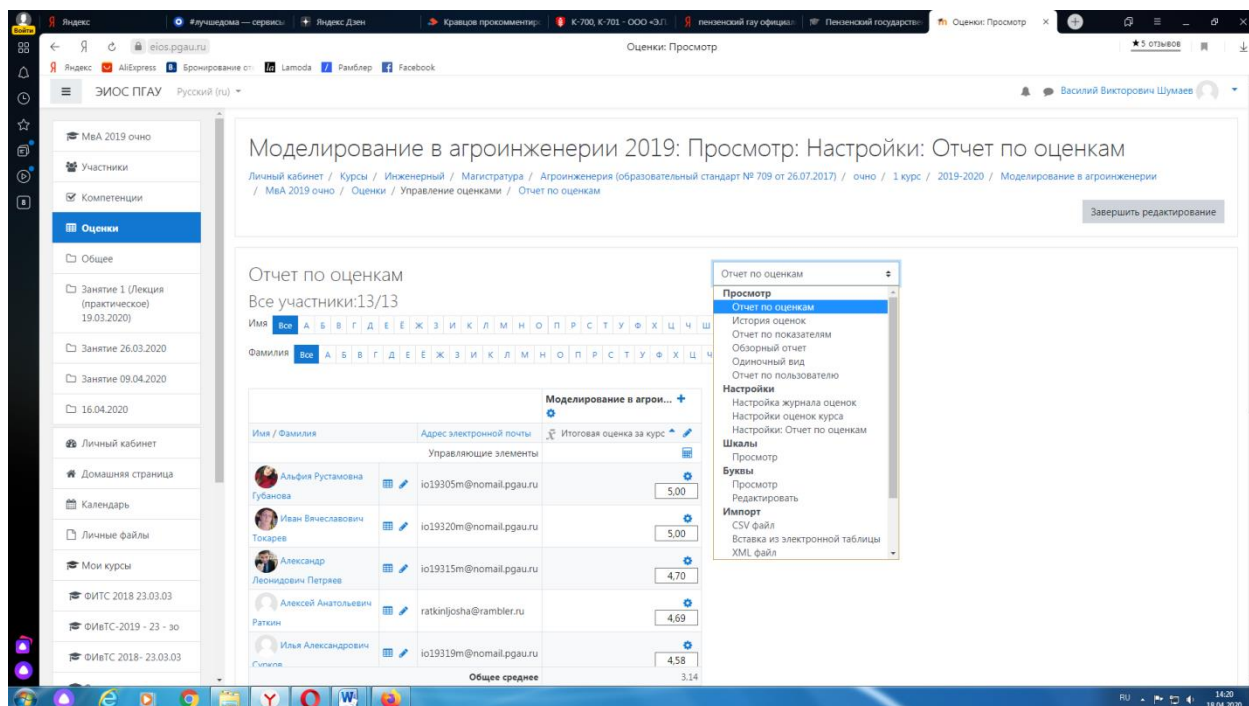 Войти
Яндекс
#лучшедома — сервисы
Яндекс Дзен
Кравцов прокомментир
К-700, К-701 - ООО «ЭЛ
пензенский гау официал
Пензенский государстве
Оценки: Просмотр
eios.pgau.ru
Оценки: Просмотр
★5 отзывов
Яндекс AliExpress Бронирование от Lamoda Рамблер Facebook
ЭИОС ПГАУ Русский (ru)
Василий Викторович Шумаев
МвА 2019 очно
Участники
Компетенции
Оценки
Общее
Занятие 1 (Лекция
(практическое)
19.03.2020)
Занятие 26.03.2020
Занятие 09.04.2020
16.04.2020
Личный кабинет
Домашняя страница
Календарь
Личные файлы
Мои курсы
ФИТС 2018 23.03.03
ФИвТС-2019 - 23 - зо
ФИвТС 2018- 23.03.03
Моделирование в агроинженерии 2019: Просмотр: Настройки: Отчет по оценкам
Личный кабинет / Курсы / Инженерный / Магистратура / Агроинженерия (образовательный стандарт № 709 от 26.07.2017) / очно / 1 курс / 2019-2020 / Моделирование в агроинженерии
/ МвА 2019 очно / Оценки / Управление оценками / Отчет по оценкам
Завершить редактирование
Отчет по оценкам
Все участники:13/13
Имя Все А Б В Г Д Е Ё Ж З И К Л М Н О П Р С Т У Ф Х Ц Ч Ш
Фамилия Все А Б В Г Д Е Ё Ж З И К Л М Н О П Р С Т У Ф Х Ц Ч
Моделирование в агрои...
Имя / Фамилия Адрес электронной почты Итоговая оценка за курс
Управляющие элементы
Альфия Рустамовна
Губанова io19305m@nomail.pgau.ru 5,00
Иван Вячеславович
Токарев io19320m@nomail.pgau.ru 5,00
Александр
Леонидович Петряев io19315m@nomail.pgau.ru 4,70
Алексей Анатольевич
Раткин ratkinljosha@rambler.ru 4,69
Илья Александрович
Сурков io19319m@nomail.pgau.ru 4,58
Общее среднее 3.14
Отчет по оценкам
Просмотр
Отчет по оценкам
История оценок
Отчет по показателям
Обзорный отчет
Одиночный вид
Отчет по пользователю
Настройки
Настройка журнала оценок
Настройки оценок курса
Настройки: Отчет по оценкам
Шкалы
Просмотр
Буквы
Просмотр
Редактировать
Импорт
CSV файл
Вставка из электронной таблицы
XML файл
RU
14:20
18.04.2020